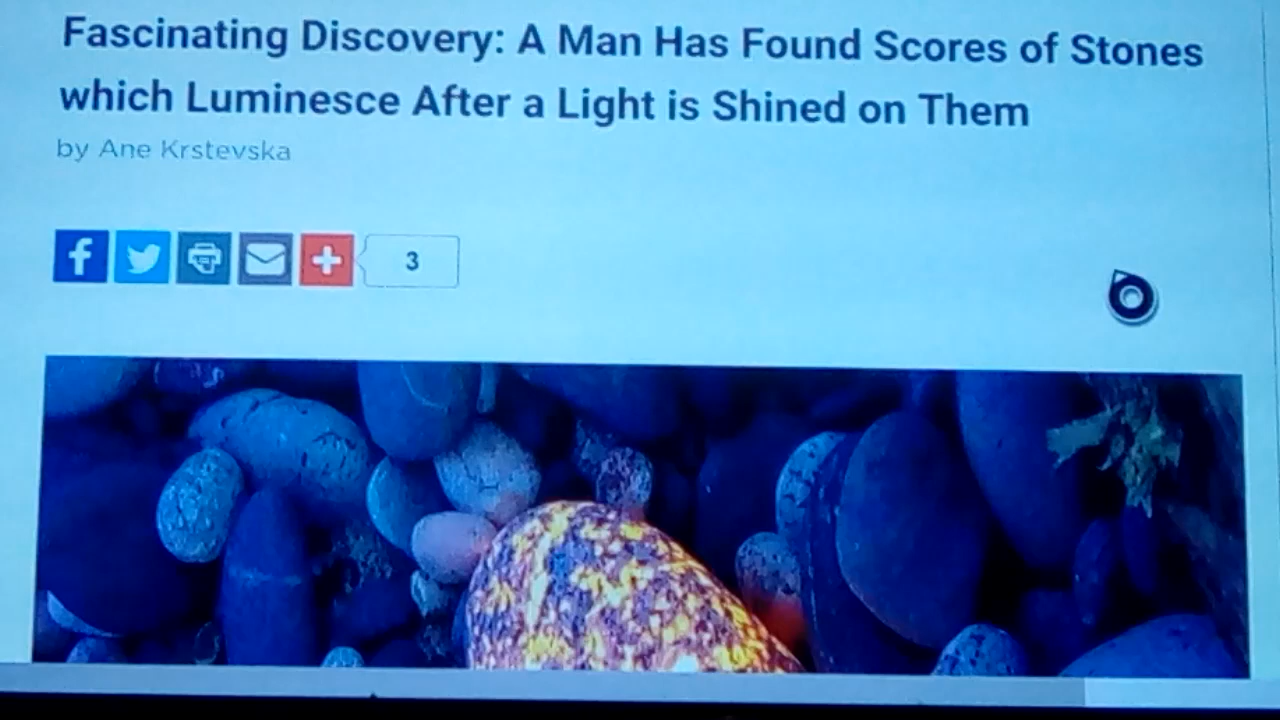 Fascinating Discovery: A Man Has Found Scores of Stones
which Luminesce After a Light is Shined on Them
by Ane Krstevska
3